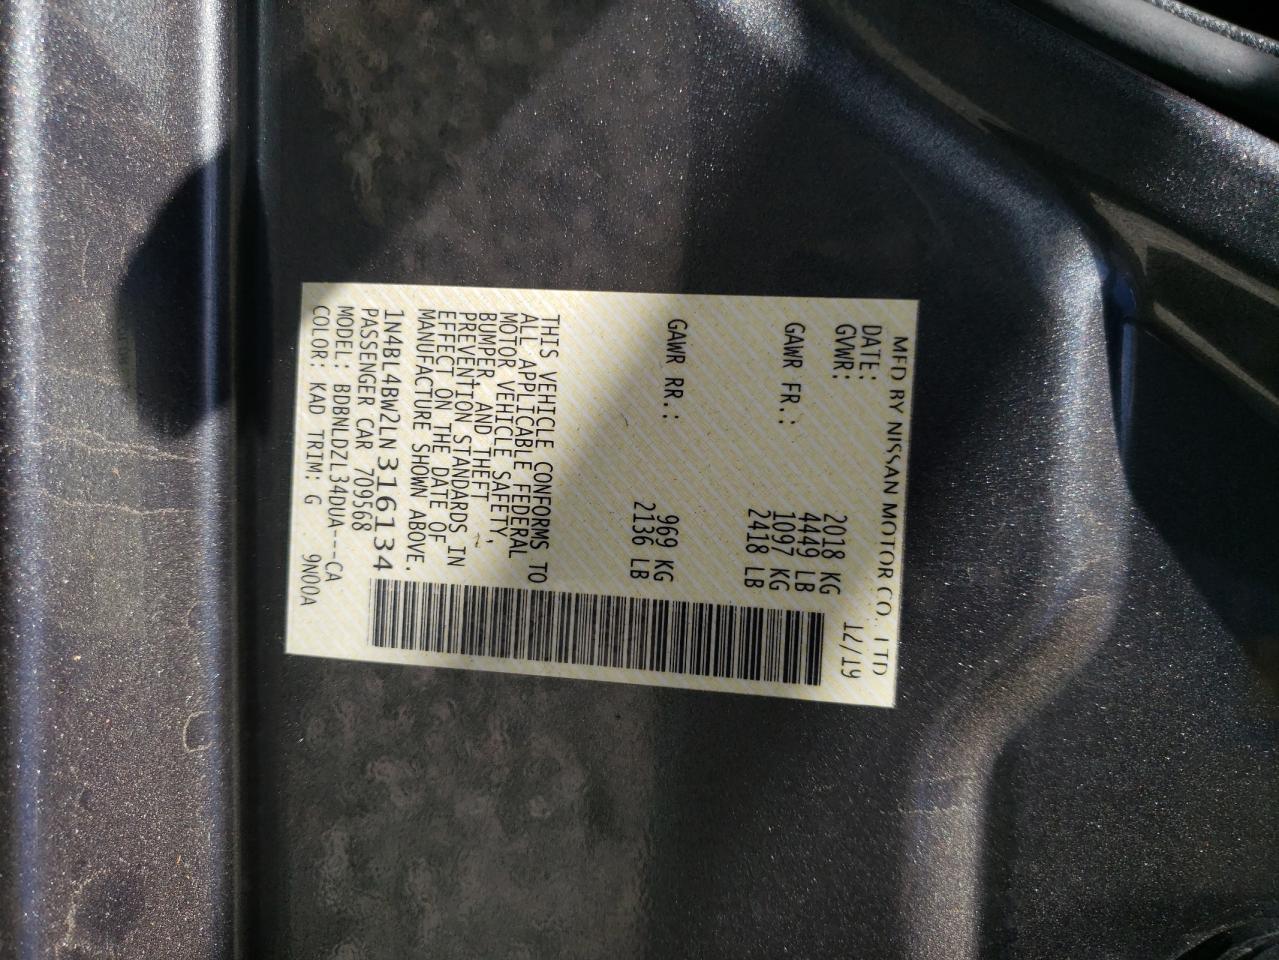 MFD BY NISSAN MOTOR CO., LTD
DATE: 12/19
GVWR: 2018 KG
4449 LB
GAWR FR.: 1097 KG
2418 LB
GAWR RR.: 969 KG
2136 LB
THIS VEHICLE CONFORMS TO
ALL APPLICABLE FEDERAL
MOTOR VEHICLE SAFETY,
BUMPER AND THEFT
PREVENTION STANDARDS IN
EFFECT ON THE DATE OF
MANUFACTURE SHOWN ABOVE.
1N4BL4BW2LN316134
PASSENGER CAR 709568
MODEL: BDBNLDZL34DUA---CA
COLOR: KAD TRIM: G 9N00A